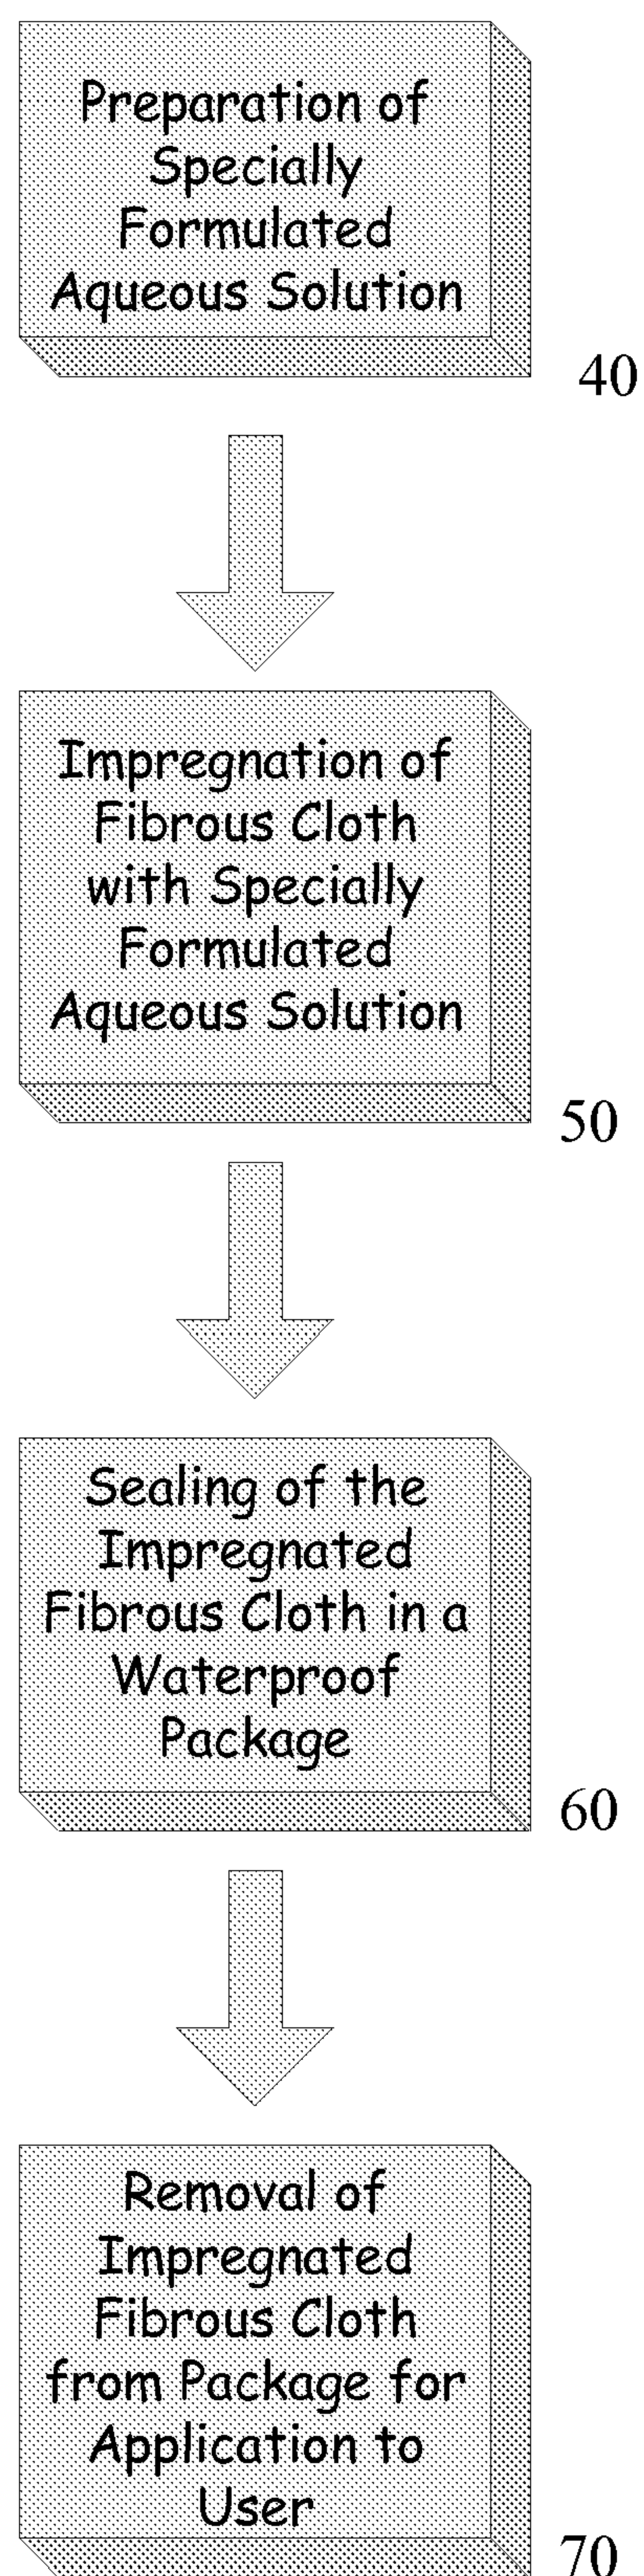 Preparation of
Specially
Formulated
Aqueous Solution
40
Impregnation of
Fibrous Cloth
with Specially
Formulated
Aqueous Solution
50
Sealing of the
Impregnated
Fibrous Cloth in a
Waterproof
Package
60
Removal of
Impregnated
Fibrous Cloth
from Package for
Application to
User
70